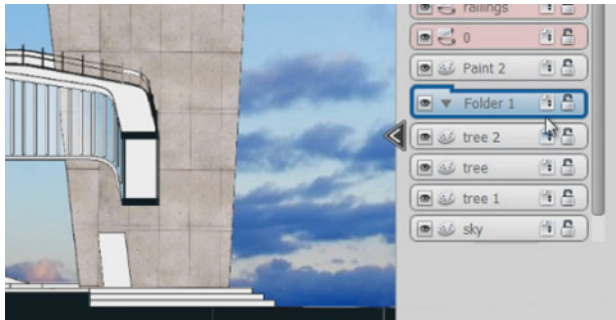 railings
0
Paint 2
Folder 1
tree 2
tree
tree 1
sky